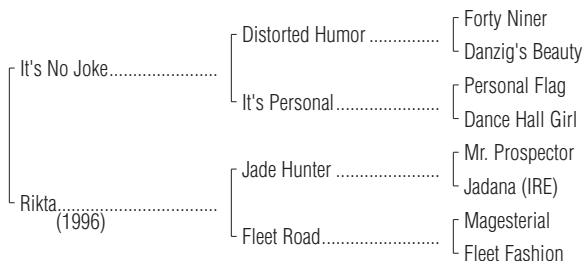 Forty Niner
Distorted Humor ................
Danzig's Beauty
It's No Joke........................
Personal Flag
It's Personal........................
Dance Hall Girl
Mr. Prospector
Jade Hunter .......................
Jadana (IRE)
Rikta....................................
(1996)
Magesterial
Fleet Road...........................
Fleet Fashion